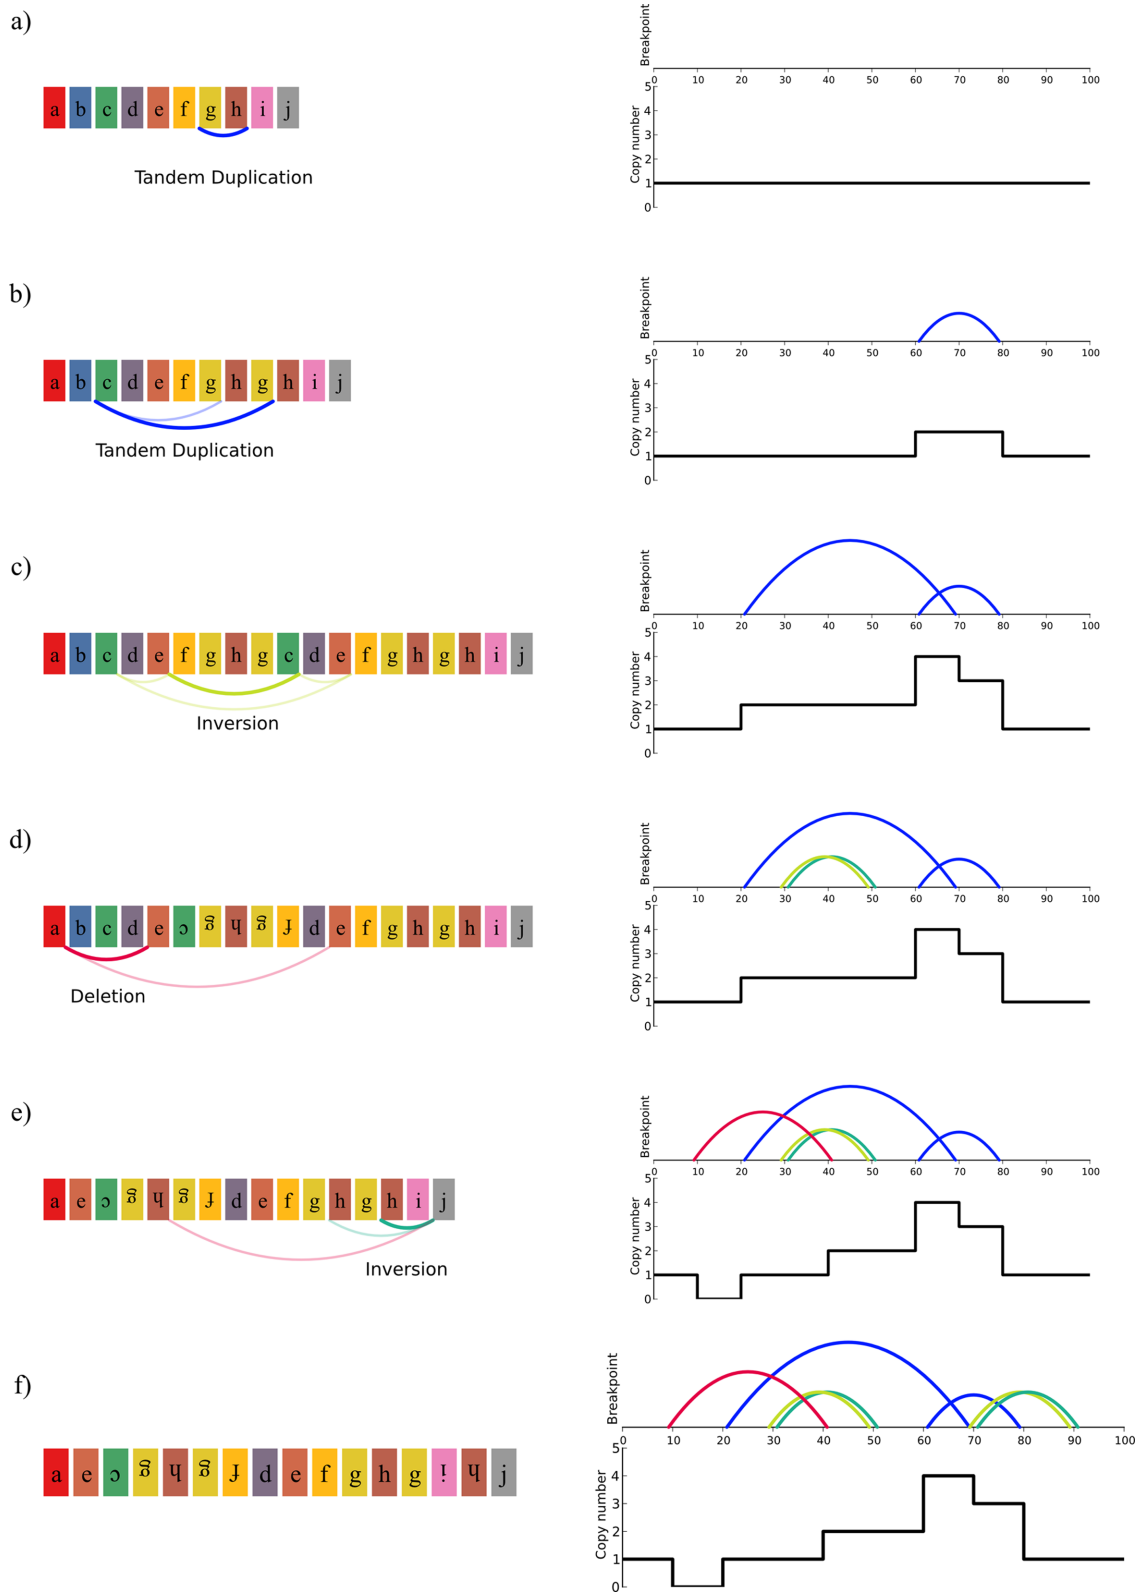 a)
Breakpoint
0 10 20 30 40 50 60 70 80 90 100
a b c d e f g h i j
Tandem Duplication
Copy number
5
4
3
2
1
0
b)
Breakpoint
0 10 20 30 40 50 60 70 80 90 100
a b c d e f g h g h i j
Tandem Duplication
Copy number
5
4
3
2
1
0
c)
Breakpoint
0 10 20 30 40 50 60 70 80 90 100
a b c d e f g h g c d e f g h g h i j
Inversion
Copy number
5
4
3
2
1
0
d)
Breakpoint
0 10 20 30 40 50 60 70 80 90 100
a b c d e c g h g f d e f g h g h i j
Deletion
Copy number
5
4
3
2
1
0
e)
Breakpoint
0 10 20 30 40 50 60 70 80 90 100
a e c g h g f d e f g h g h i j
Inversion
Copy number
5
4
3
2
1
0
f)
Breakpoint
0 10 20 30 40 50 60 70 80 90 100
a e c g h g f d e f g h g i h j
Copy number
5
4
3
2
1
0